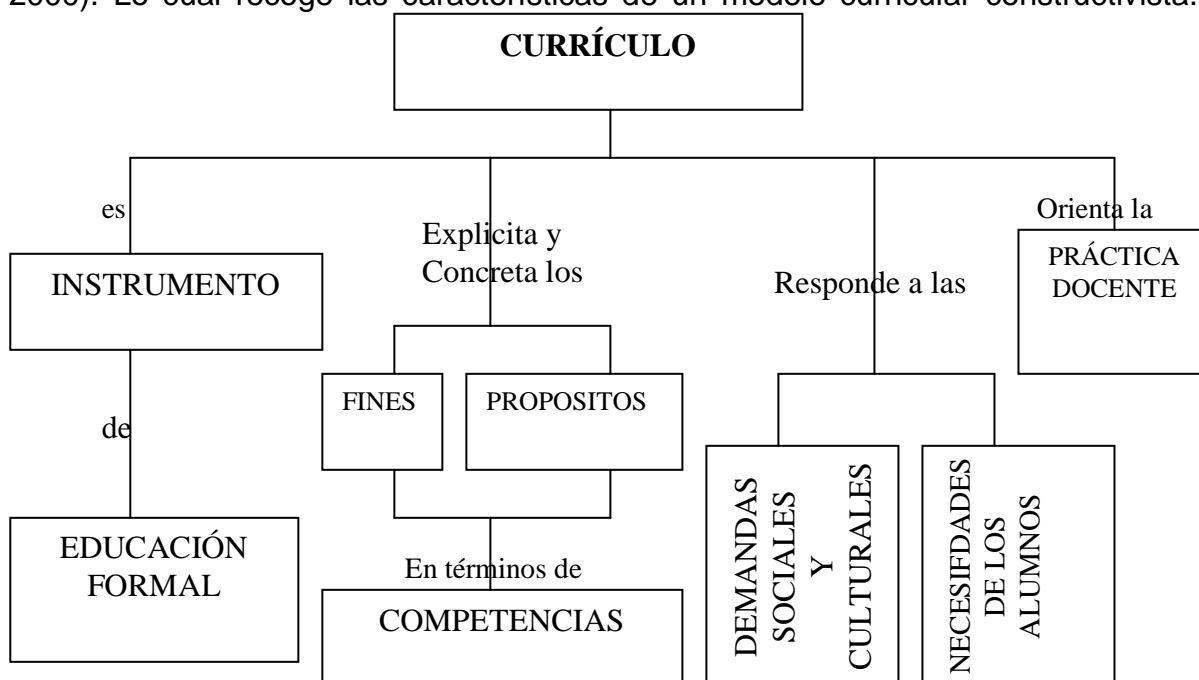 2000). Lo cual recoge las características de un modelo curricular constructivista.
CURRÍCULO
es
Explicita y
Concreta los
Responde a las
Orienta la
INSTRUMENTO
PRÁCTICA
DOCENTE
FINES
PROPOSITOS
de
EDUCACIÓN
FORMAL
En términos de
COMPETENCIAS
DEMANDAS
SOCIALES
Y
CULTURALES
NECESIFDADES
DE LOS
ALUMNOS